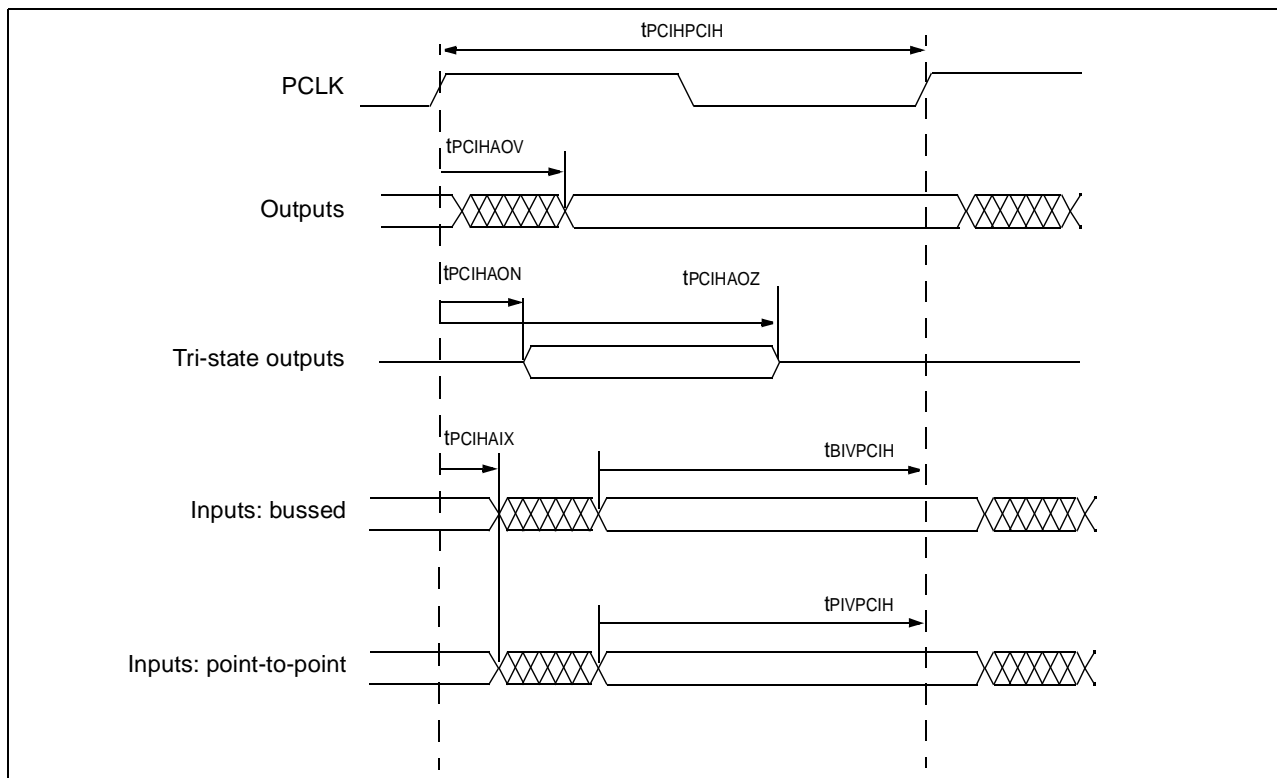 tPCIHPCIH
PCLK
tPCIHAOV
Outputs
tPCIHAON
tPCIHAOZ
Tri-state outputs
tPCIHAIX
tBIVPCIH
Inputs: bussed
tPIVPCIH
Inputs: point-to-point